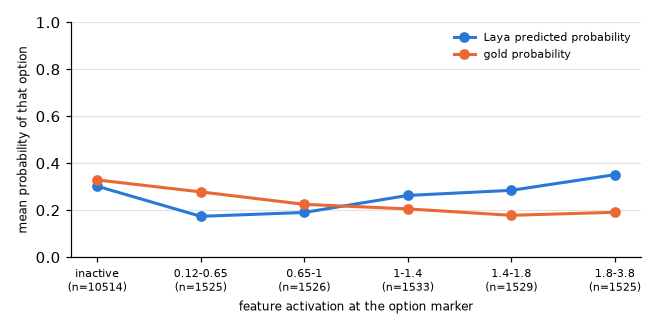 1.0
0.8
0.6
0.4
0.2
0.0
mean probability of that option
Laya predicted probability
gold probability
inactive 0.12-0.65 0.65-1 1-1.4 1.4-1.8 1.8-3.8
(n=10514) (n=1525) (n=1526) (n=1533) (n=1529) (n=1525)
feature activation at the option marker